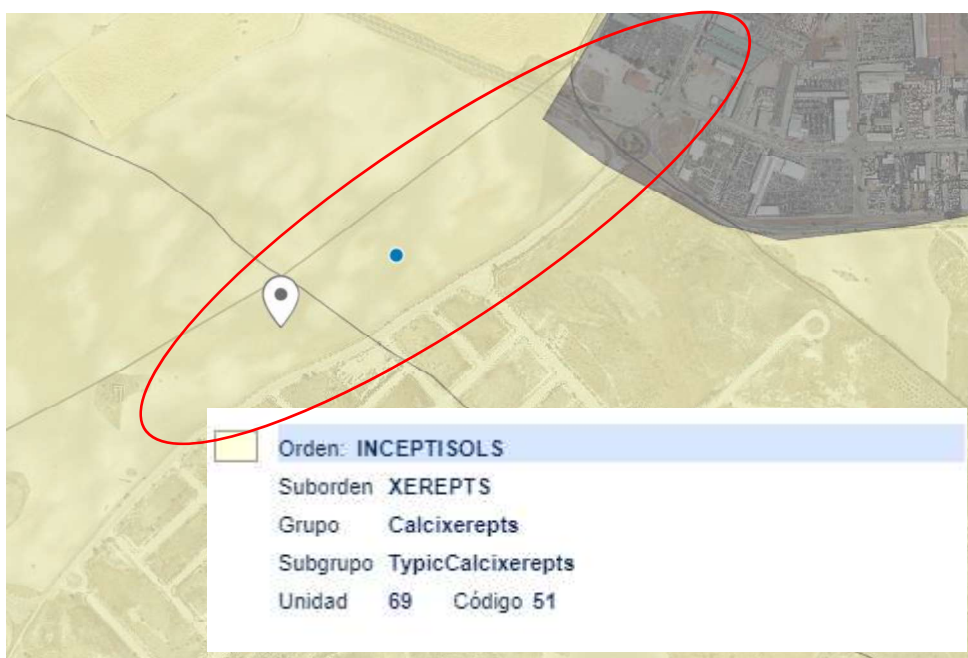 Orden: INCEPTISOLS
Suborden XEREPTS
Grupo Calcixerepts
Subgrupo TypicCalcixerepts
Unidad 69 Código 51